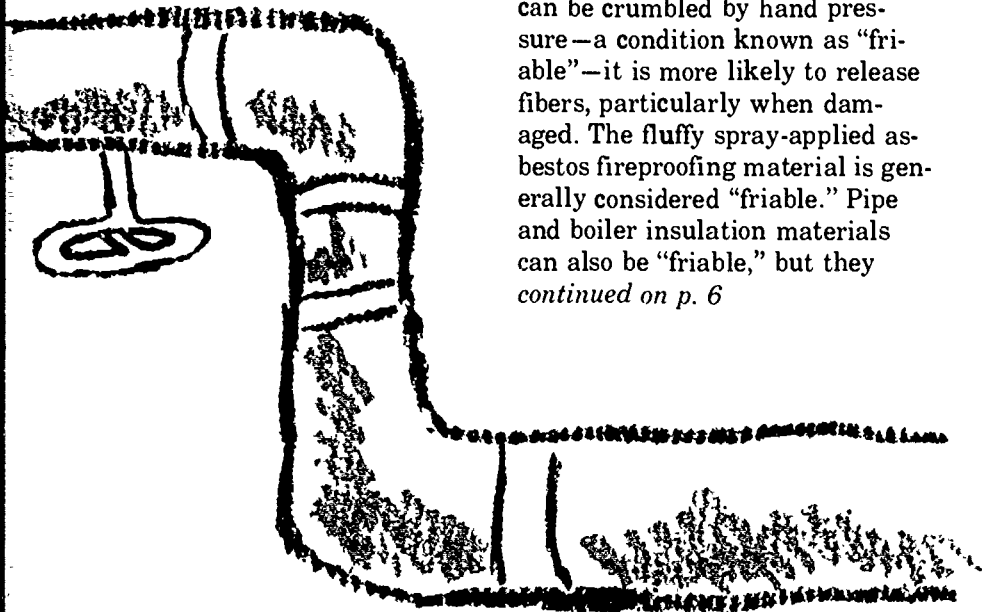 can be crumbled by hand pres-
sure—a condition known as “fri-
able”—it is more likely to release
fibers, particularly when dam-
aged. The fluffy spray-applied as-
bestos fireproofing material is gen-
erally considered “friable.” Pipe
and boiler insulation materials
can also be “friable,” but they
continued on p. 6